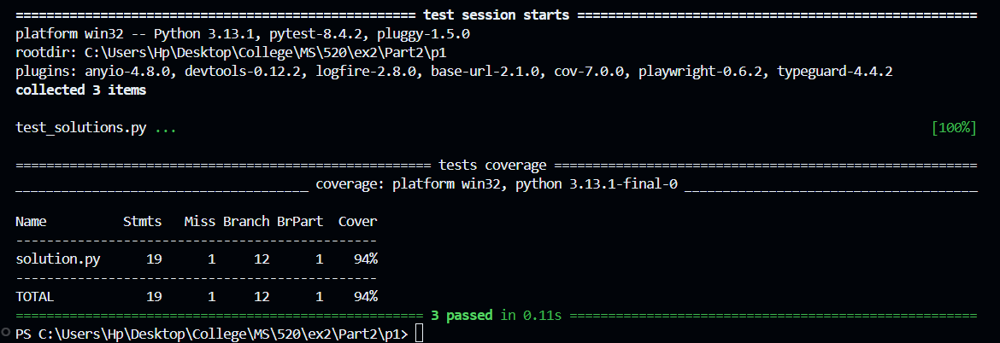 ==================================================== test session starts ====================================================
platform win32 -- Python 3.13.1, pytest-8.4.2, pluggy-1.5.0
rootdir: C:\Users\Hp\Desktop\College\MS\520\ex2\Part2\p1
plugins: anyio-4.8.0, devtools-0.12.2, logfire-2.8.0, base-url-2.1.0, cov-7.0.0, playwright-0.6.2, typeguard-4.4.2
collected 3 items
test_solutions.py ... [100%]
====================================================== tests coverage =======================================================
______________________________________ coverage: platform win32, python 3.13.1-final-0 ______________________________________
Name             Stmts   Miss Branch BrPart  Cover
-----------------------------------------------
solution.py         19      1     12      1    94%
-----------------------------------------------
TOTAL               19      1     12      1    94%
===================================================== 3 passed in 0.11s =====================================================
PS C:\Users\Hp\Desktop\College\MS\520\ex2\Part2\p1>